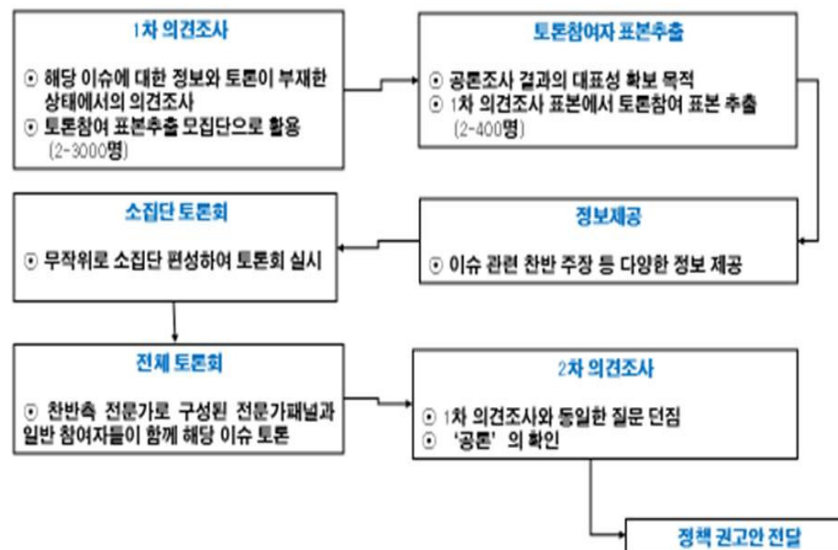 1차 의견조사
⊙ 해당 이슈에 대한 정보와 토론이 부재한
상태에서의 의견조사
⊙ 토론참여 표본추출 모집단으로 활용
(2-3000명)
토론참여자 표본추출
⊙ 공론조사 결과의 대표성 확보 목적
⊙ 1차 의견조사 표본에서 토론참여 표본 추출
(2-400명)
정보제공
⊙ 이슈 관련 찬반 주장 등 다양한 정보 제공
소집단 토론회
⊙ 무작위로 소집단 편성하여 토론회 실시
전체 토론회
⊙ 찬반측 전문가로 구성된 전문가패널과
일반 참여자들이 함께 해당 이슈 토론
2차 의견조사
⊙ 1차 의견조사와 동일한 질문 던짐
⊙ ‘공론’의 확인
정책 권고안 전달